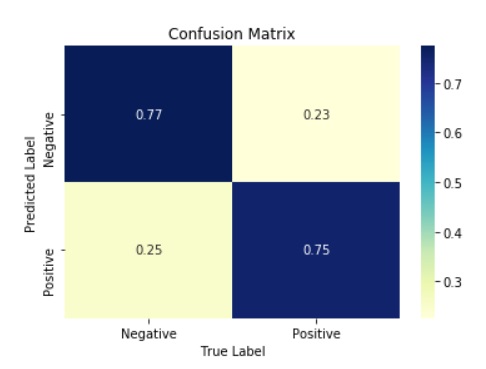 Confusion Matrix
Predicted Label
Negative
Positive
0.77
0.23
0.25
0.75
Negative
Positive
True Label
0.7
0.6
0.5
0.4
0.3